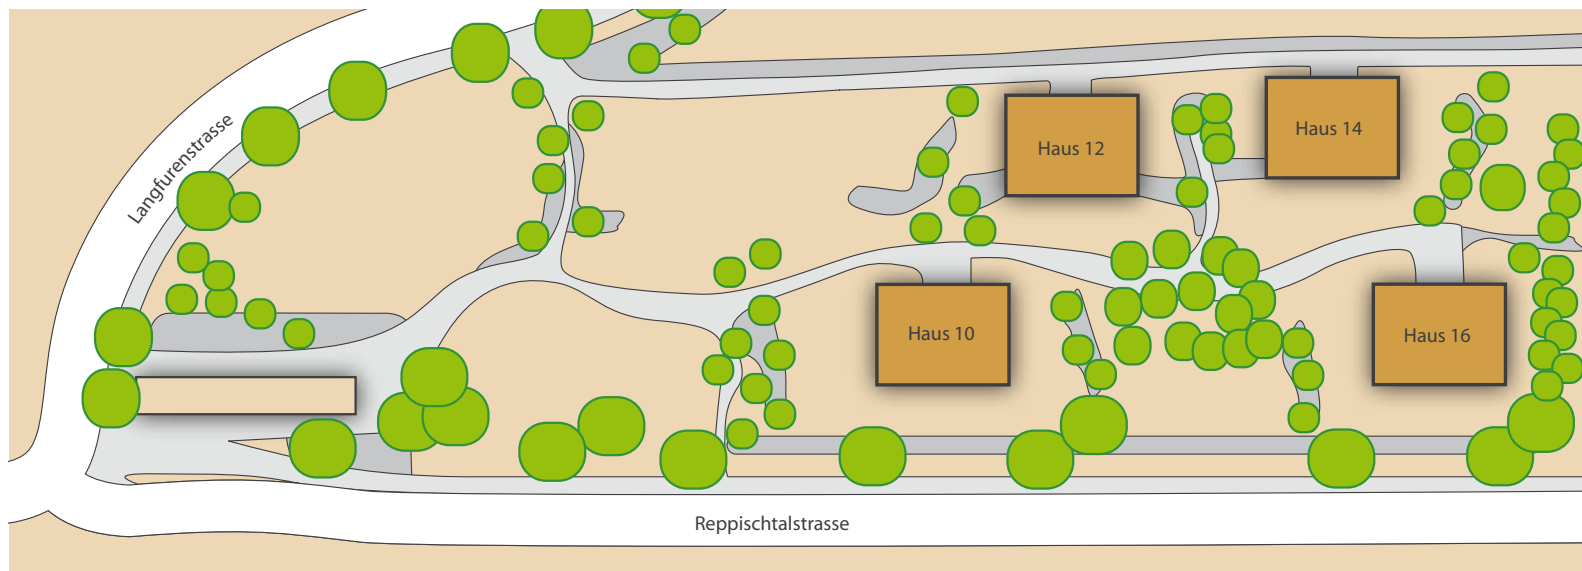 Langfurenstrasse
Haus 12
Haus 14
Haus 10
Haus 16
Reppischtalstrasse